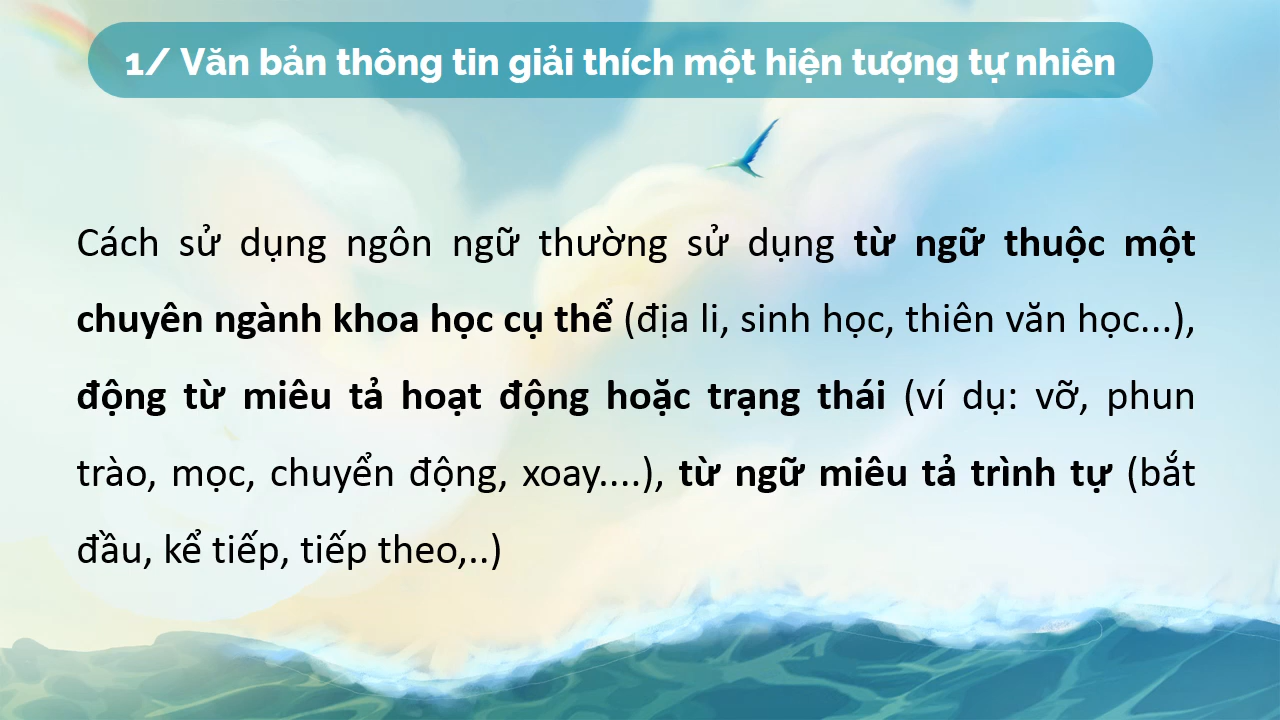 1/ Văn bản thông tin giải thích một hiện tượng tự nhiên
Cách sử dụng ngôn ngữ thường sử dụng từ ngữ thuộc một
chuyên ngành khoa học cụ thể (địa li, sinh học, thiên văn học...),
động từ miêu tả hoạt động hoặc trạng thái (ví dụ: vỡ, phun
trào, mọc, chuyển động, xoay....), từ ngữ miêu tả trình tự (bắt
đầu, kể tiếp, tiếp theo,..)